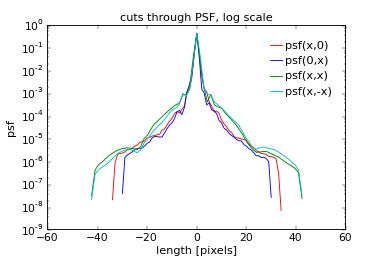 cuts through PSF, log scale
10^0
10^-1
10^-2
10^-3
10^-4
10^-5
10^-6
10^-7
10^-8
10^-9
psf
psf(x,0)
psf(0,x)
psf(x,x)
psf(x,-x)
−60 −40 −20 0 20 40 60
length [pixels]